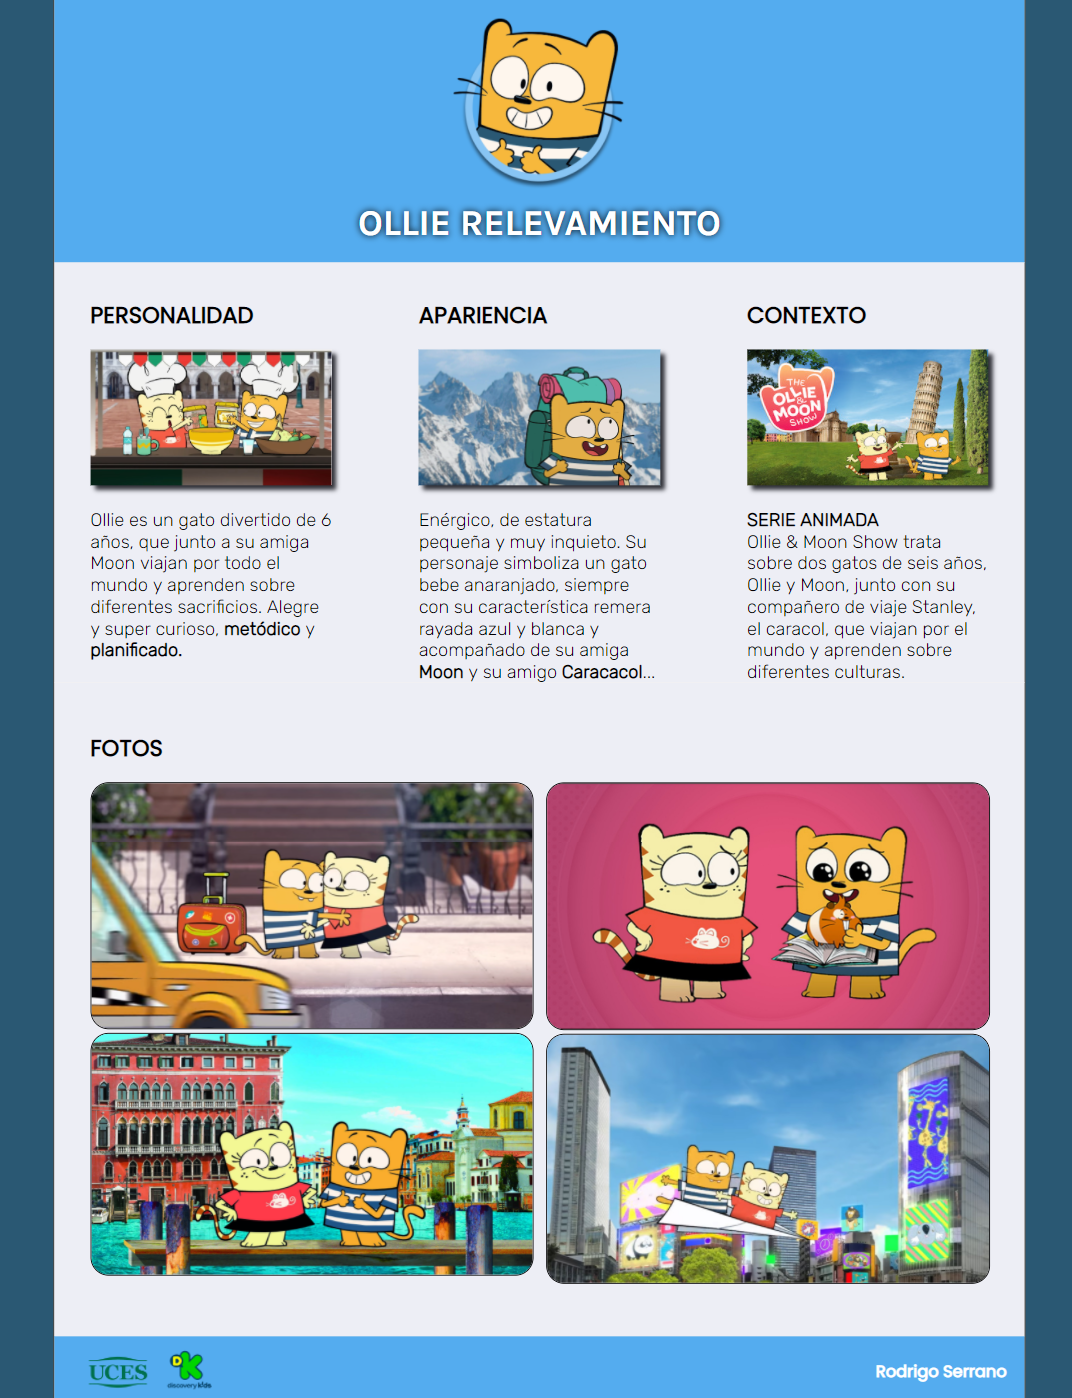 OLLIE RELEVAMIENTO
PERSONALIDAD
Ollie es un gato divertido de 6
años, que junto a su amiga
Moon viajan por todo el
mundo y aprenden sobre
diferentes sacrificios. Alegre
y super curioso, metódico y
planificado.
APARIENCIA
Enérgico, de estatura
pequeña y muy inquieto. Su
personaje simboliza un gato
bebe anaranjado, siempre
con su característica remera
rayada azul y blanca y
acompañado de su amiga
Moon y su amigo Caracacol...
CONTEXTO
THE
OLLIE
&
MOON
SHOW
SERIE ANIMADA
Ollie & Moon Show trata
sobre dos gatos de seis años,
Ollie y Moon, junto con su
compañero de viaje Stanley,
el caracol, que viajan por el
mundo y aprenden sobre
diferentes culturas.
FOTOS
UCES
DK
discovery kids
Rodrigo Serrano